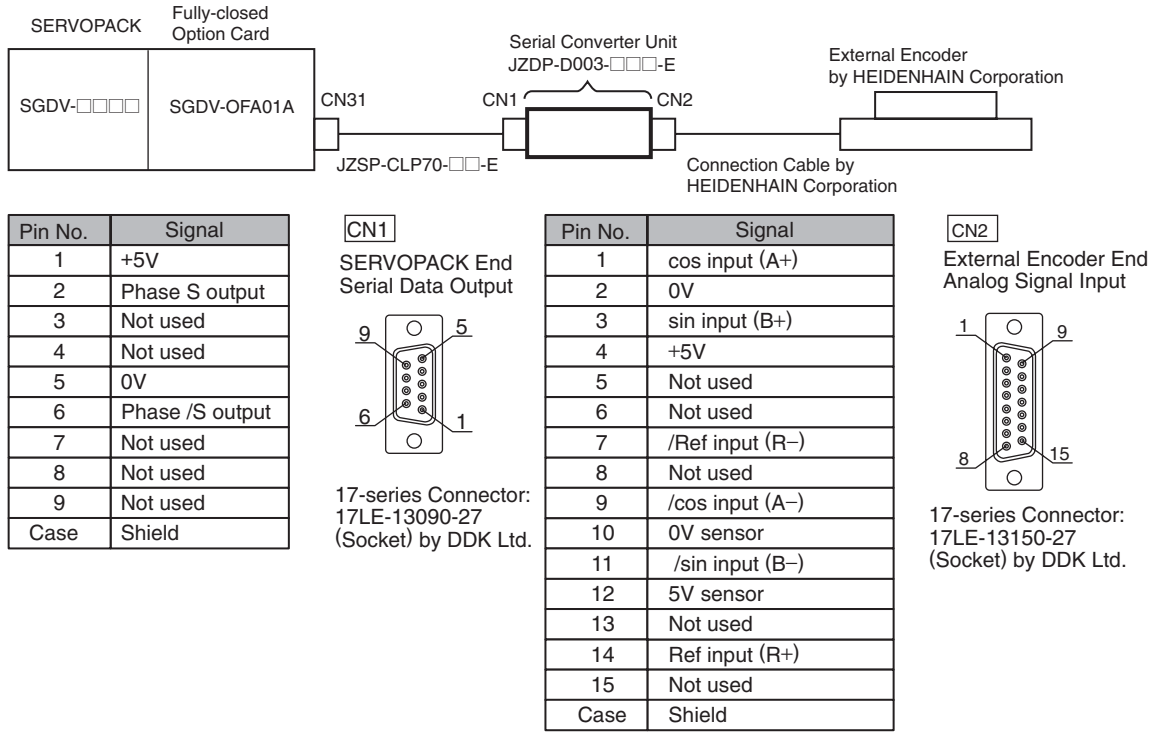 SERVOPACK
Fully-closed
Option Card
SGDV-□□□□
SGDV-OFA01A
CN31
JZSP-CLP70-□□-E
Serial Converter Unit
JZDP-D003-□□□-E
CN1
CN2
Connection Cable by
HEIDENHAIN Corporation
External Encoder
by HEIDENHAIN Corporation
Pin No. Signal
1 +5V
2 Phase S output
3 Not used
4 Not used
5 0V
6 Phase /S output
7 Not used
8 Not used
9 Not used
Case Shield
CN1
SERVOPACK End
Serial Data Output
9 5
6 1
17-series Connector:
17LE-13090-27
(Socket) by DDK Ltd.
Pin No. Signal
1 cos input (A+)
2 0V
3 sin input (B+)
4 +5V
5 Not used
6 Not used
7 /Ref input (R−)
8 Not used
9 /cos input (A−)
10 0V sensor
11 /sin input (B−)
12 5V sensor
13 Not used
14 Ref input (R+)
15 Not used
Case Shield
CN2
External Encoder End
Analog Signal Input
1 9
8 15
17-series Connector:
17LE-13150-27
(Socket) by DDK Ltd.